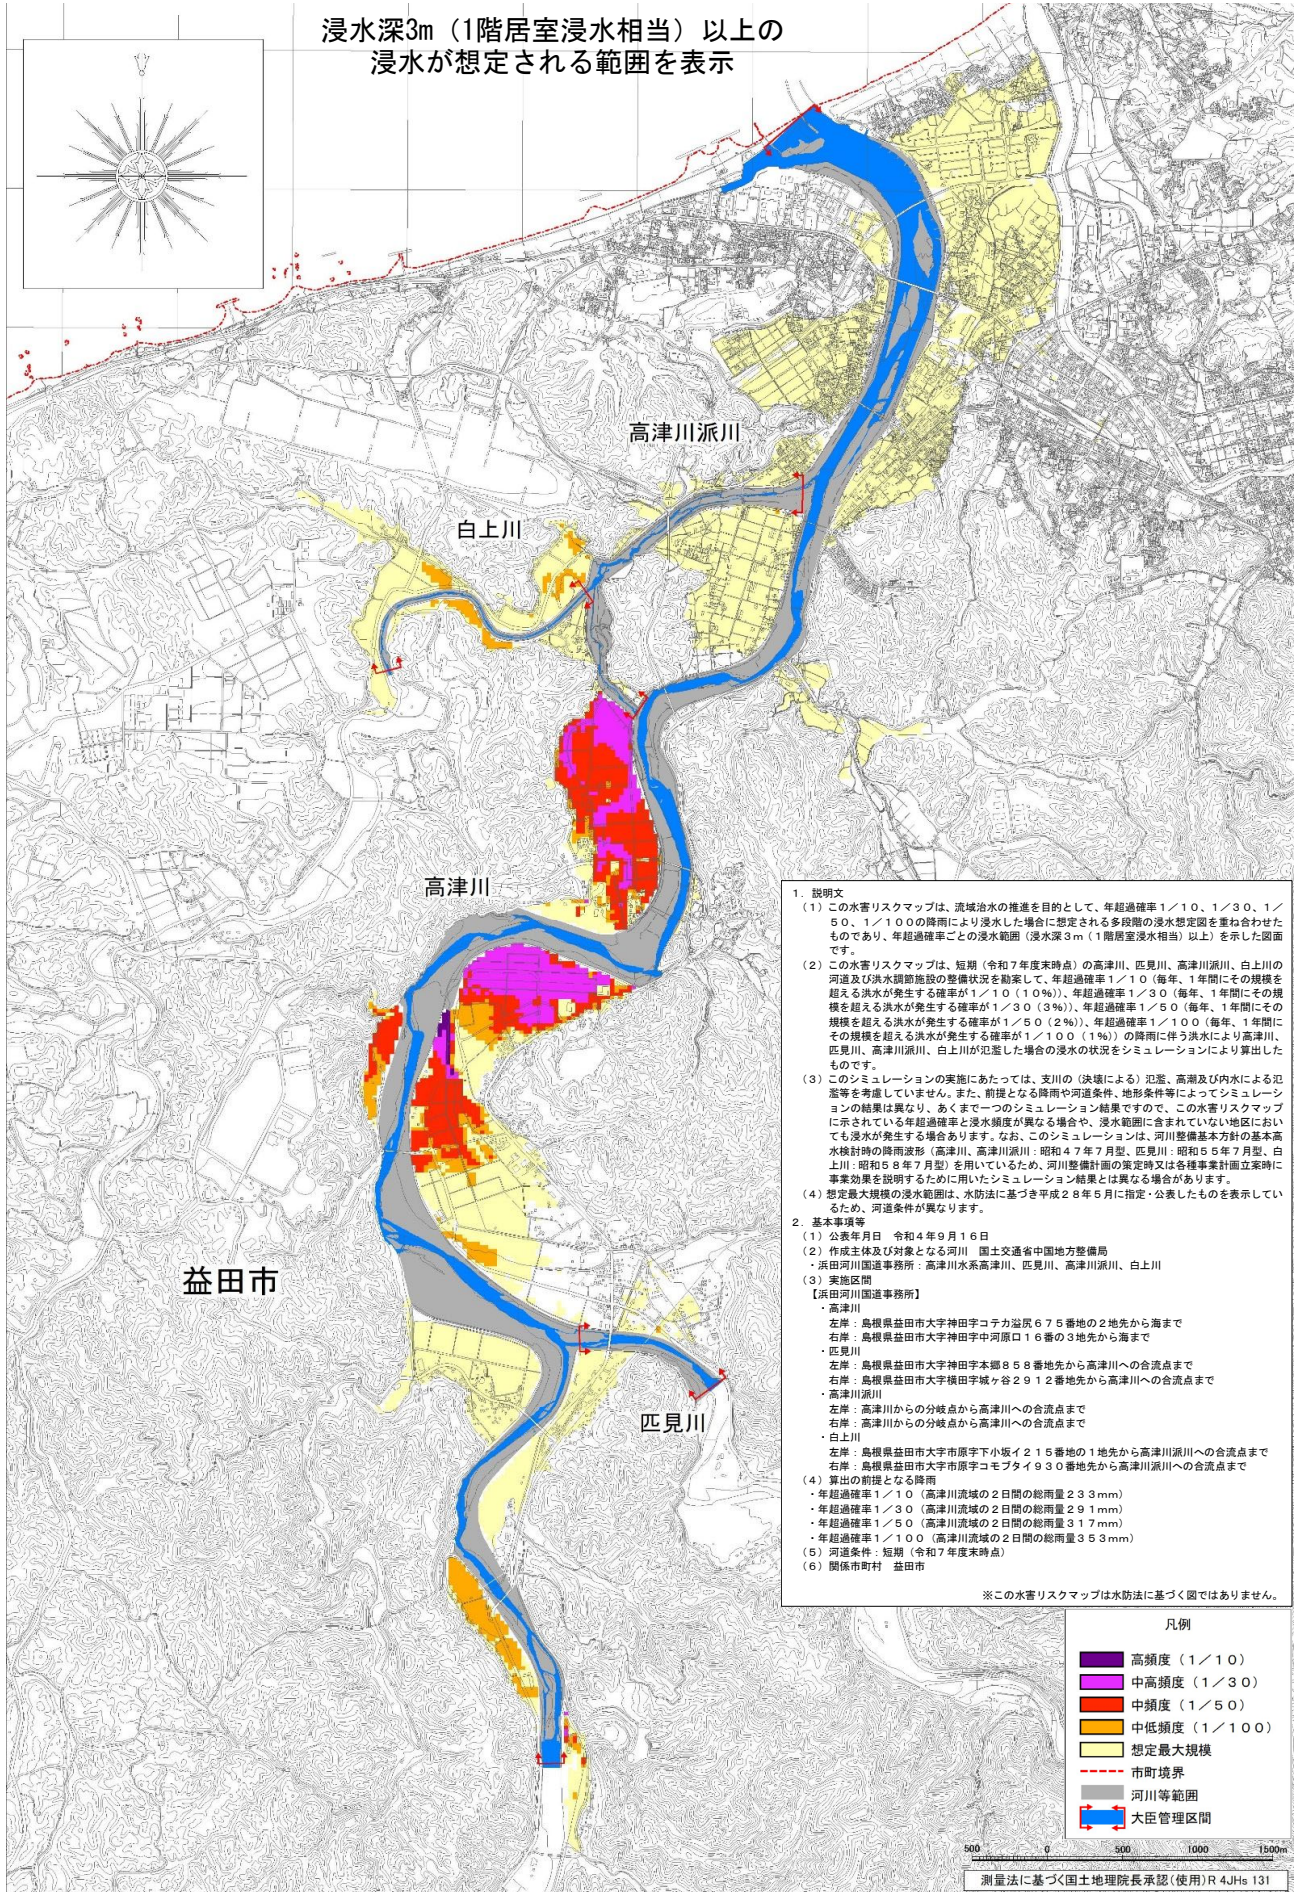 浸水深3m（1階居室浸水相当）以上の
浸水が想定される範囲を表示
高津川派川
白上川
高津川
益田市
匹見川
1．説明文
（1）この水害リスクマップは、流域治水の推進を目的として、年超過確率１／１０、１／３０、１／
５０、１／１００の降雨により浸水した場合に想定される多段階の浸水想定図を重ね合わせた
ものであり、年超過確率ごとの浸水範囲（浸水深３ｍ（１階居室浸水相当）以上）を示した図面
です。
（2）この水害リスクマップは、短期（令和７年度末時点）の高津川、匹見川、高津川派川、白上川の
河道及び洪水調節施設の整備状況を勘案して、年超過確率１／１０（毎年、１年間にその規模を
超える洪水が発生する確率が１／１０（１０％））、年超過確率１／３０（毎年、１年間にその規
模を超える洪水が発生する確率が１／３０（３％））、年超過確率１／５０（毎年、１年間にその
規模を超える洪水が発生する確率が１／５０（２％））、年超過確率１／１００（毎年、１年間に
その規模を超える洪水が発生する確率が１／１００（１％））の降雨に伴う洪水により高津川、
匹見川、高津川派川、白上川が氾濫した場合の浸水の状況をシミュレーションにより算出した
ものです。
（3）このシミュレーションの実施にあたっては、支川の（決壊による）氾濫、高潮及び内水による氾
濫等を考慮していません。また、前提となる降雨や河道条件、地形条件等によってシミュレーショ
ンの結果は異なり、あくまで一つのシミュレーション結果ですので、この水害リスクマップ
に示されている年超過確率と浸水頻度が異なる場合や、浸水範囲に含まれていない地区におい
ても浸水が発生する場合あります。なお、このシミュレーションは、河川整備基本方針の基本高
水検討時の降雨波形（高津川、高津川派川：昭和４７年７月型、匹見川：昭和５５年７月型、白
上川：昭和５８年７月型）を用いているため、河川整備計画の策定時又は各種事業計画立案時に
事業効果を説明するために用いたシミュレーション結果とは異なる場合があります。
（4）想定最大規模の浸水範囲は、水防法に基づき平成２８年５月に指定・公表したものを表示してい
るため、河道条件が異なります。
2．基本事項等
（1）公表年月日　令和４年９月１６日
（2）作成主体及び対象となる河川　国土交通省中国地方整備局
・浜田河川国道事務所：高津川水系高津川、匹見川、高津川派川、白上川
（3）実施区間
【浜田河川国道事務所】
・高津川
左岸：島根県益田市大字神田字コテカ溢尻６７５番地の２地先から海まで
右岸：島根県益田市大字神田字中河原口１６番の３地先から海まで
・匹見川
左岸：島根県益田市大字神田字本郷８５８番地先から高津川への合流点まで
右岸：島根県益田市大字横田字城ヶ谷２９１２番地先から高津川への合流点まで
・高津川派川
左岸：高津川からの分岐点から高津川への合流点まで
右岸：高津川からの分岐点から高津川への合流点まで
・白上川
左岸：島根県益田市大字市原字下小坂イ２１５番地の１地先から高津川派川への合流点まで
右岸：島根県益田市大字市原字コモブタイ９３０番地先から高津川派川への合流点まで
（4）算出の前提となる降雨
・年超過確率１／１０（高津川流域の２日間の総雨量２３３mm）
・年超過確率１／３０（高津川流域の２日間の総雨量２９１mm）
・年超過確率１／５０（高津川流域の２日間の総雨量３１７mm）
・年超過確率１／１００（高津川流域の２日間の総雨量３５３mm）
（5）河道条件：短期（令和７年度末時点）
（6）関係市町村　益田市
※この水害リスクマップは水防法に基づく図ではありません。
凡例
高頻度（１／１０）
中高頻度（１／３０）
中頻度（１／５０）
中低頻度（１／１００）
想定最大規模
市町境界
河川等範囲
大臣管理区間
500 0 500 1000 1500m
測量法に基づく国土地理院長承認（使用）R 4JHs 131